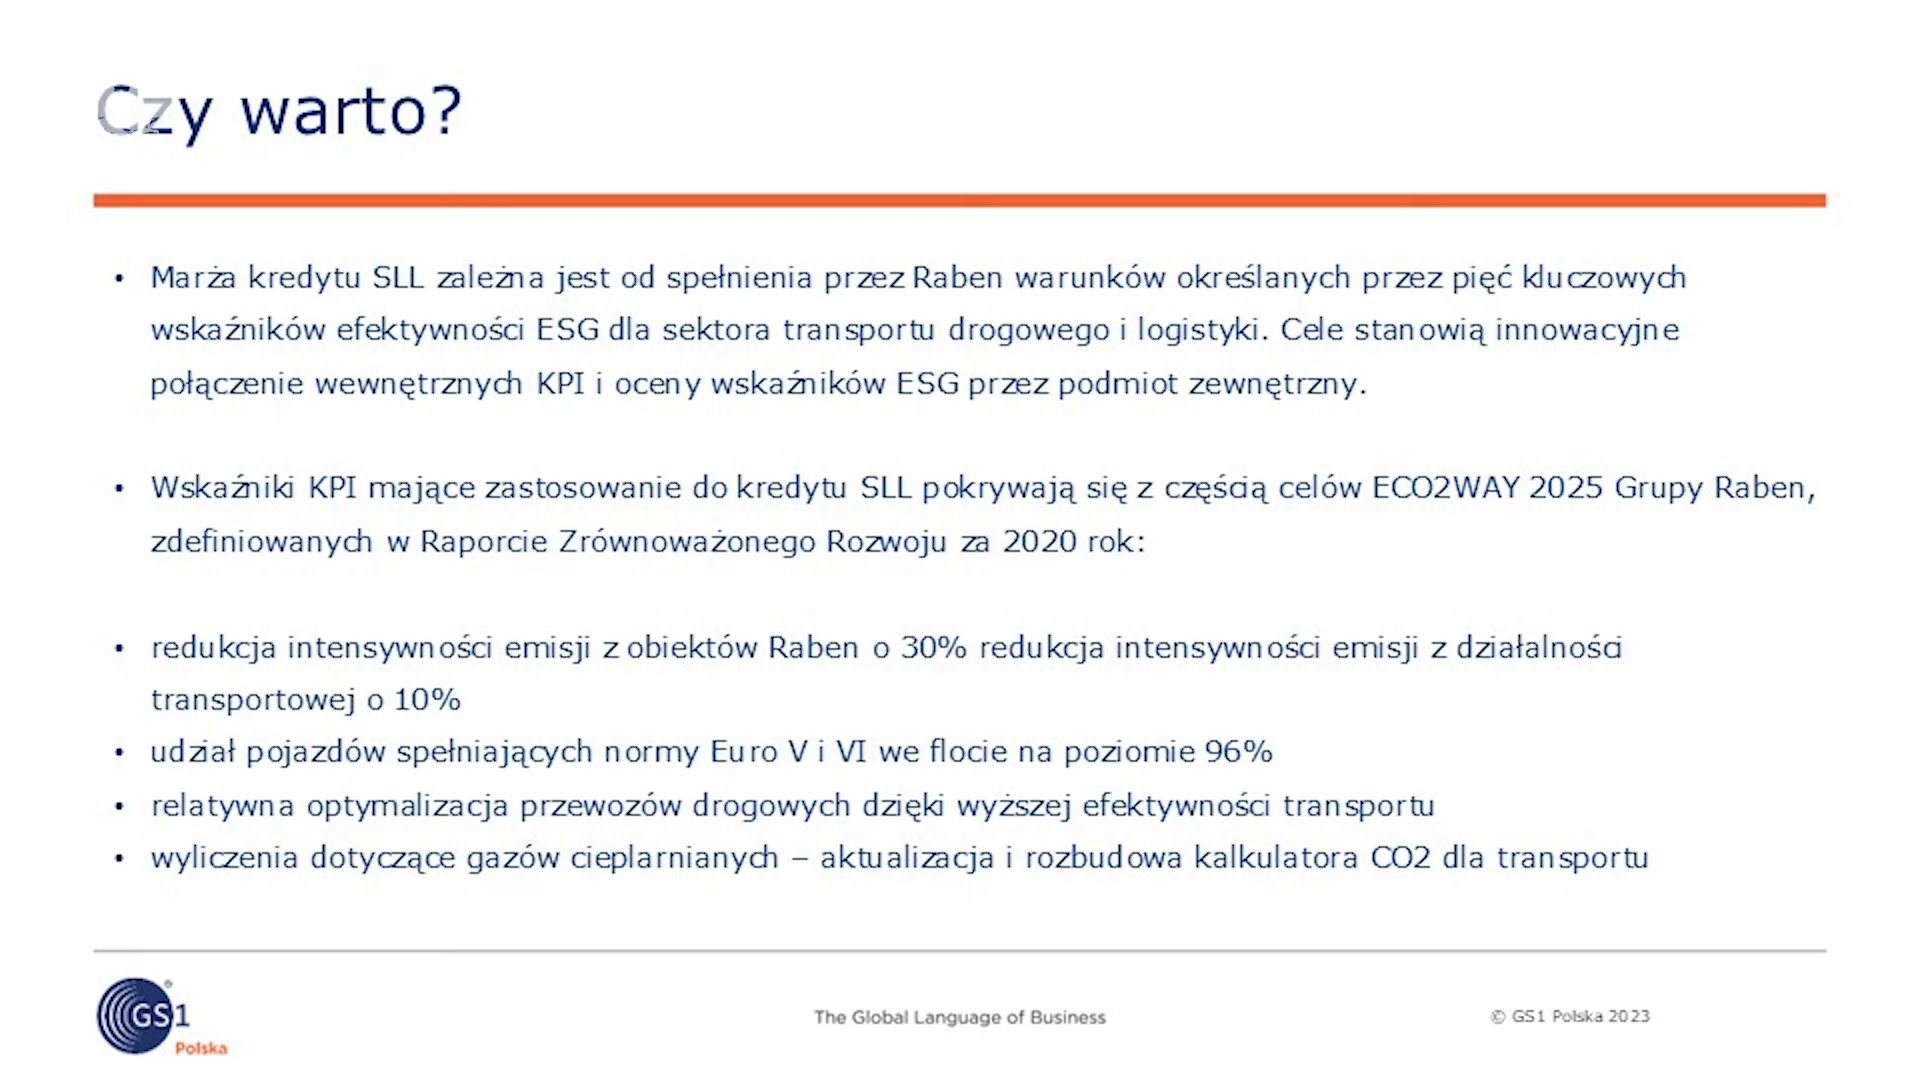 Czy warto?
• Marża kredytu SLL zależna jest od spełnienia przez Raben warunków określanych przez pięć kluczowych
wskaźników efektywności ESG dla sektora transportu drogowego i logistyki. Cele stanowią innowacyjne
połączenie wewnętrznych KPI i oceny wskaźników ESG przez podmiot zewnętrzny.
• Wskaźniki KPI mające zastosowanie do kredytu SLL pokrywają się z częścią celów ECO2WAY 2025 Grupy Raben,
zdefiniowanych w Raporcie Zrównoważonego Rozwoju za 2020 rok:
• redukcja intensywności emisji z obiektów Raben o 30% redukcja intensywności emisji z działalności
transportowej o 10%
• udział pojazdów spełniających normy Euro V i VI we flocie na poziomie 96%
• relatywna optymalizacja przewozów drogowych dzięki wyższej efektywności transportu
• wyliczenia dotyczące gazów cieplarnianych – aktualizacja i rozbudowa kalkulatora CO2 dla transportu
GS1 ®
Polska
The Global Language of Business
© GS1 Polska 2023